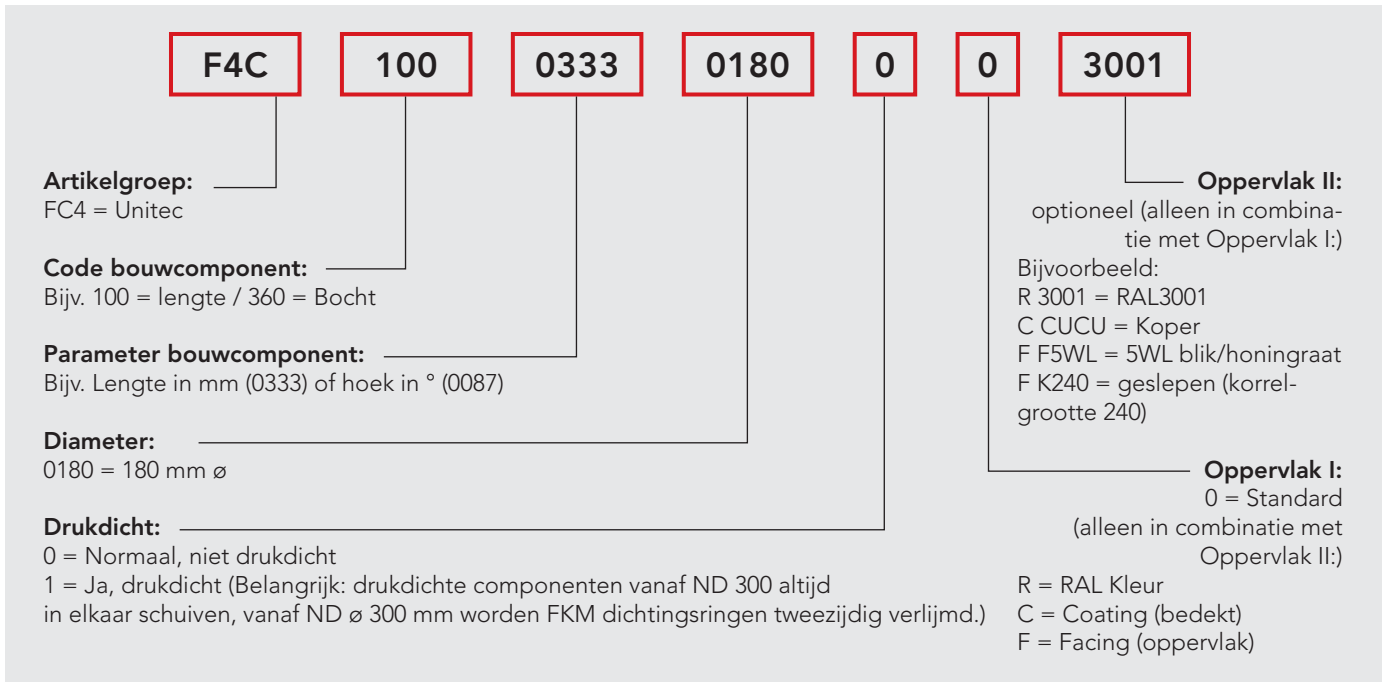 F4C 100 0333 0180 0 0 3001
Artikelgroep:
FC4 = Unitec
Code bouwcomponent:
Bijv. 100 = lengte / 360 = Bocht
Parameter bouwcomponent:
Bijv. Lengte in mm (0333) of hoek in ° (0087)
Diameter:
0180 = 180 mm ø
Drukdicht:
0 = Normaal, niet drukdicht
1 = Ja, drukdicht (Belangrijk: drukdichte componenten vanaf ND 300 altijd
in elkaar schuiven, vanaf ND ø 300 mm worden FKM dichtingsringen tweezijdig verlijmd.)
Oppervlak II:
optioneel (alleen in combina-
tie met Oppervlak I:)
Bijvoorbeeld:
R 3001 = RAL3001
C CUCU = Koper
F F5WL = 5WL blik/honingraat
F K240 = geslepen (korrel-
grootte 240)
Oppervlak I:
0 = Standard
(alleen in combinatie met
Oppervlak II:)
R = RAL Kleur
C = Coating (bedekt)
F = Facing (oppervlak)